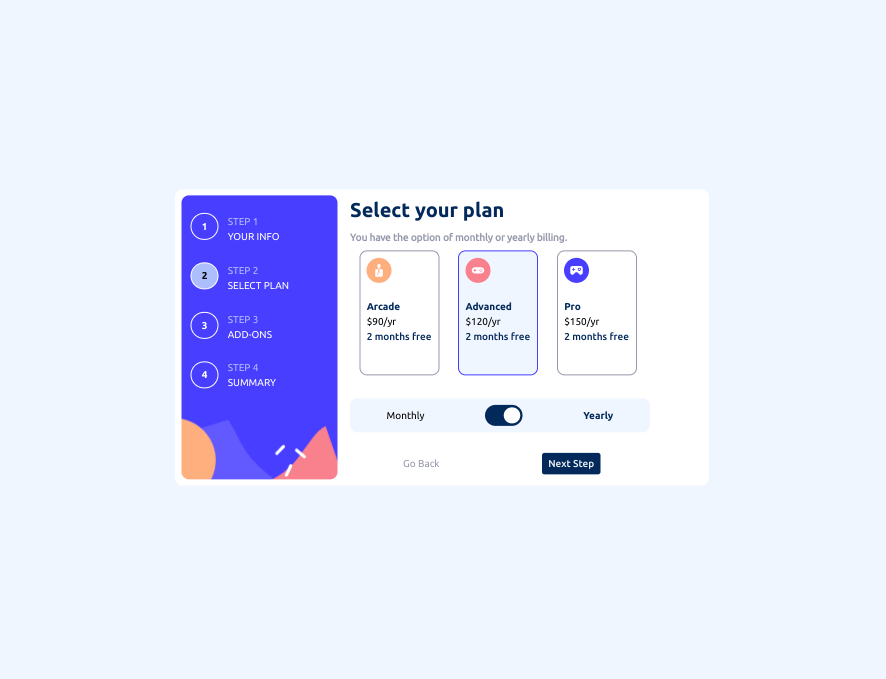 1
STEP 1
YOUR INFO
2
STEP 2
SELECT PLAN
3
STEP 3
ADD-ONS
4
STEP 4
SUMMARY
Select your plan
You have the option of monthly or yearly billing.
Arcade
$90/yr
2 months free
Advanced
$120/yr
2 months free
Pro
$150/yr
2 months free
Monthly
Yearly
Go Back
Next Step